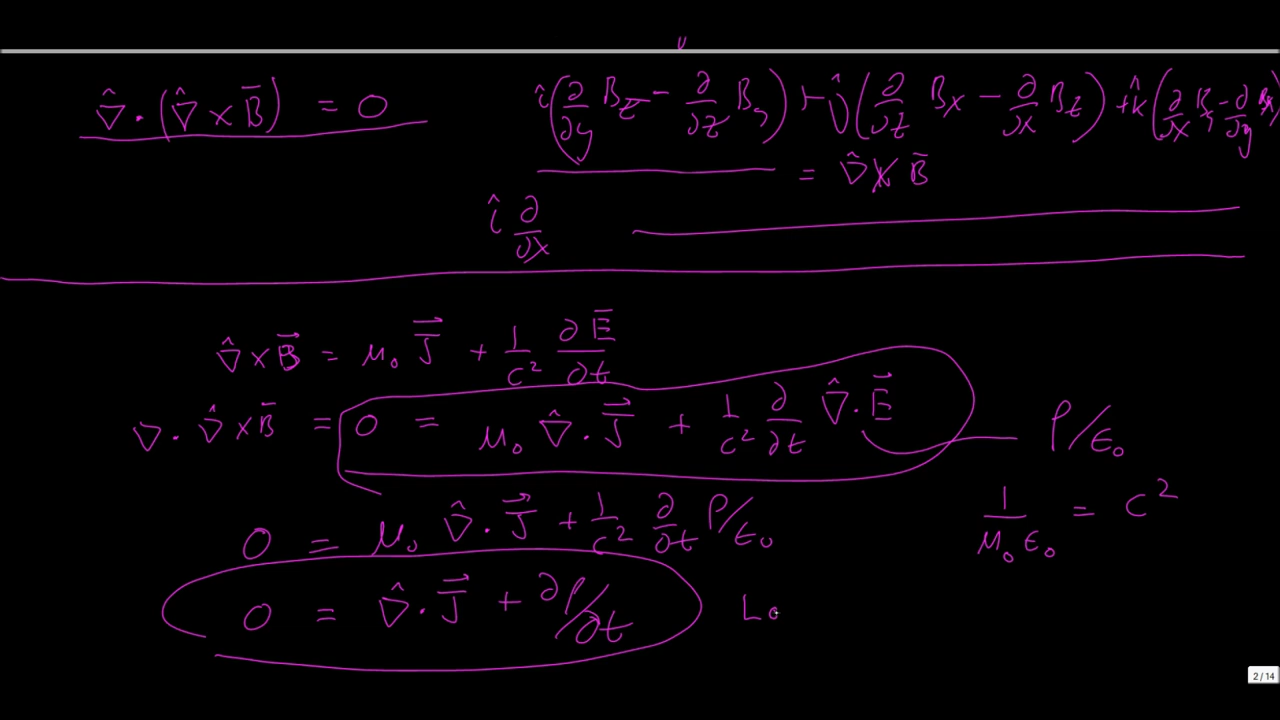 ∇̂ · (∇̂ × B̄) = 0
î(∂/∂y B_z − ∂/∂z B_y) + ĵ(∂/∂z B_x − ∂/∂x B_z) + k̂(∂/∂x B_y − ∂/∂y B_x)
= ∇̂ × B̄
î ∂/∂x
∇̂ × B⃗ = μ₀ J⃗ + 1/c² ∂Ē/∂t
∇ · ∇̂ × B̄ = 0 = μ₀ ∇̂ · J⃗ + 1/c² ∂/∂t ∇̂ · E⃗
ρ/ε₀
0 = μ₀ ∇̂ · J⃗ + 1/c² ∂/∂t ρ/ε₀
1/μ₀ε₀ = c²
0 = ∇̂ · J⃗ + ∂ρ/∂t Lo
2 / 14